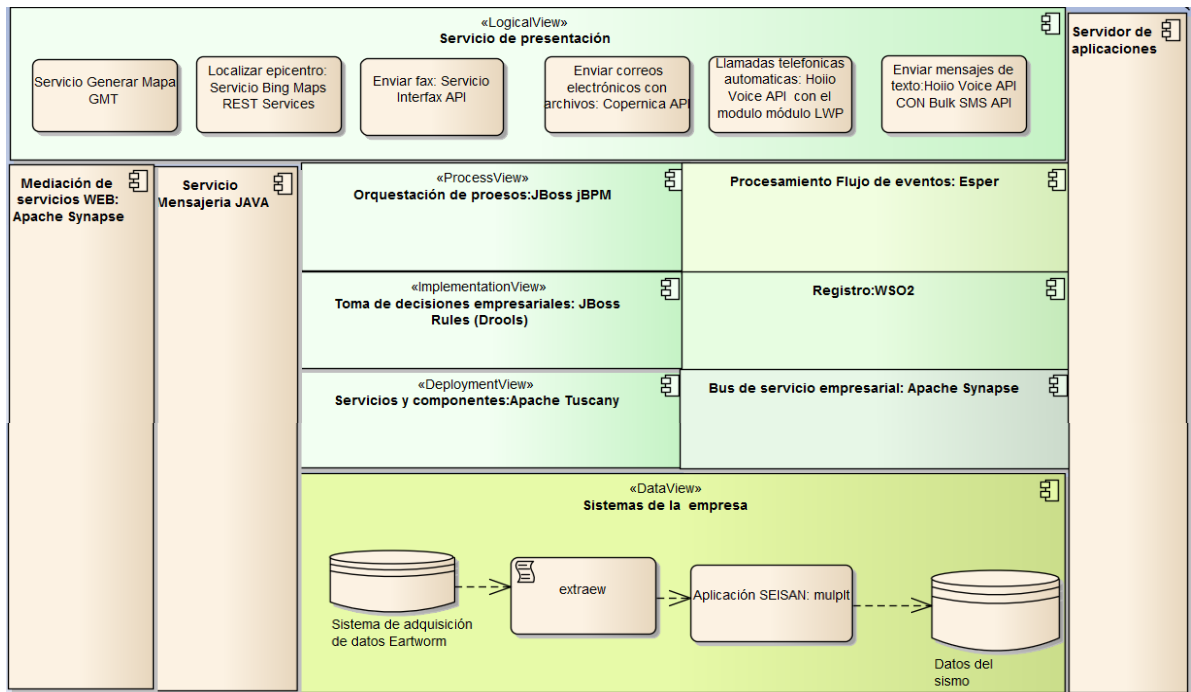 «LogicalView»
Servicio de presentación
Servidor de
aplicaciones
Servicio Generar Mapa
GMT
Localizar epicentro:
Servicio Bing Maps
REST Services
Enviar fax: Servicio
Interfax API
Enviar correos
electrónicos con
archivos: Copernica API
Llamadas telefonicas
automaticas: Hoiio
Voice API con el
modulo módulo LWP
Enviar mensajes de
texto:Hoiio Voice API
CON Bulk SMS API
Mediación de
servicios WEB:
Apache Synapse
Servicio
Mensajeria JAVA
«ProcessView»
Orquestación de proesos:JBoss jBPM
Procesamiento Flujo de eventos: Esper
«ImplementationView»
Toma de decisiones empresariales: JBoss
Rules (Drools)
Registro:WSO2
«DeploymentView»
Servicios y componentes:Apache Tuscany
Bus de servicio empresarial: Apache Synapse
«DataView»
Sistemas de la empresa
Sistema de adquisición
de datos Eartworm
extraew
Aplicación SEISAN: mulplt
Datos del
sismo